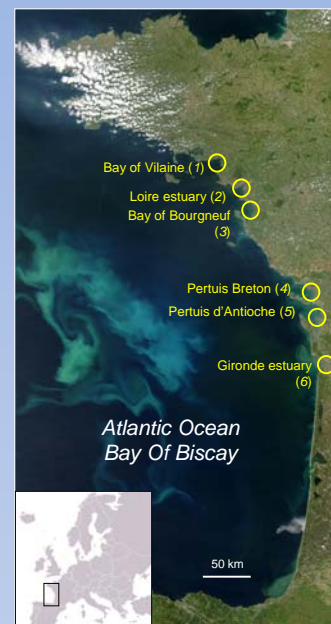 Bay of Vilaine (1)
Loire estuary (2)
Bay of Bourgneuf
(3)
Pertuis Breton (4)
Pertuis d'Antioche (5)
Gironde estuary
(6)
Atlantic Ocean
Bay Of Biscay
50 km